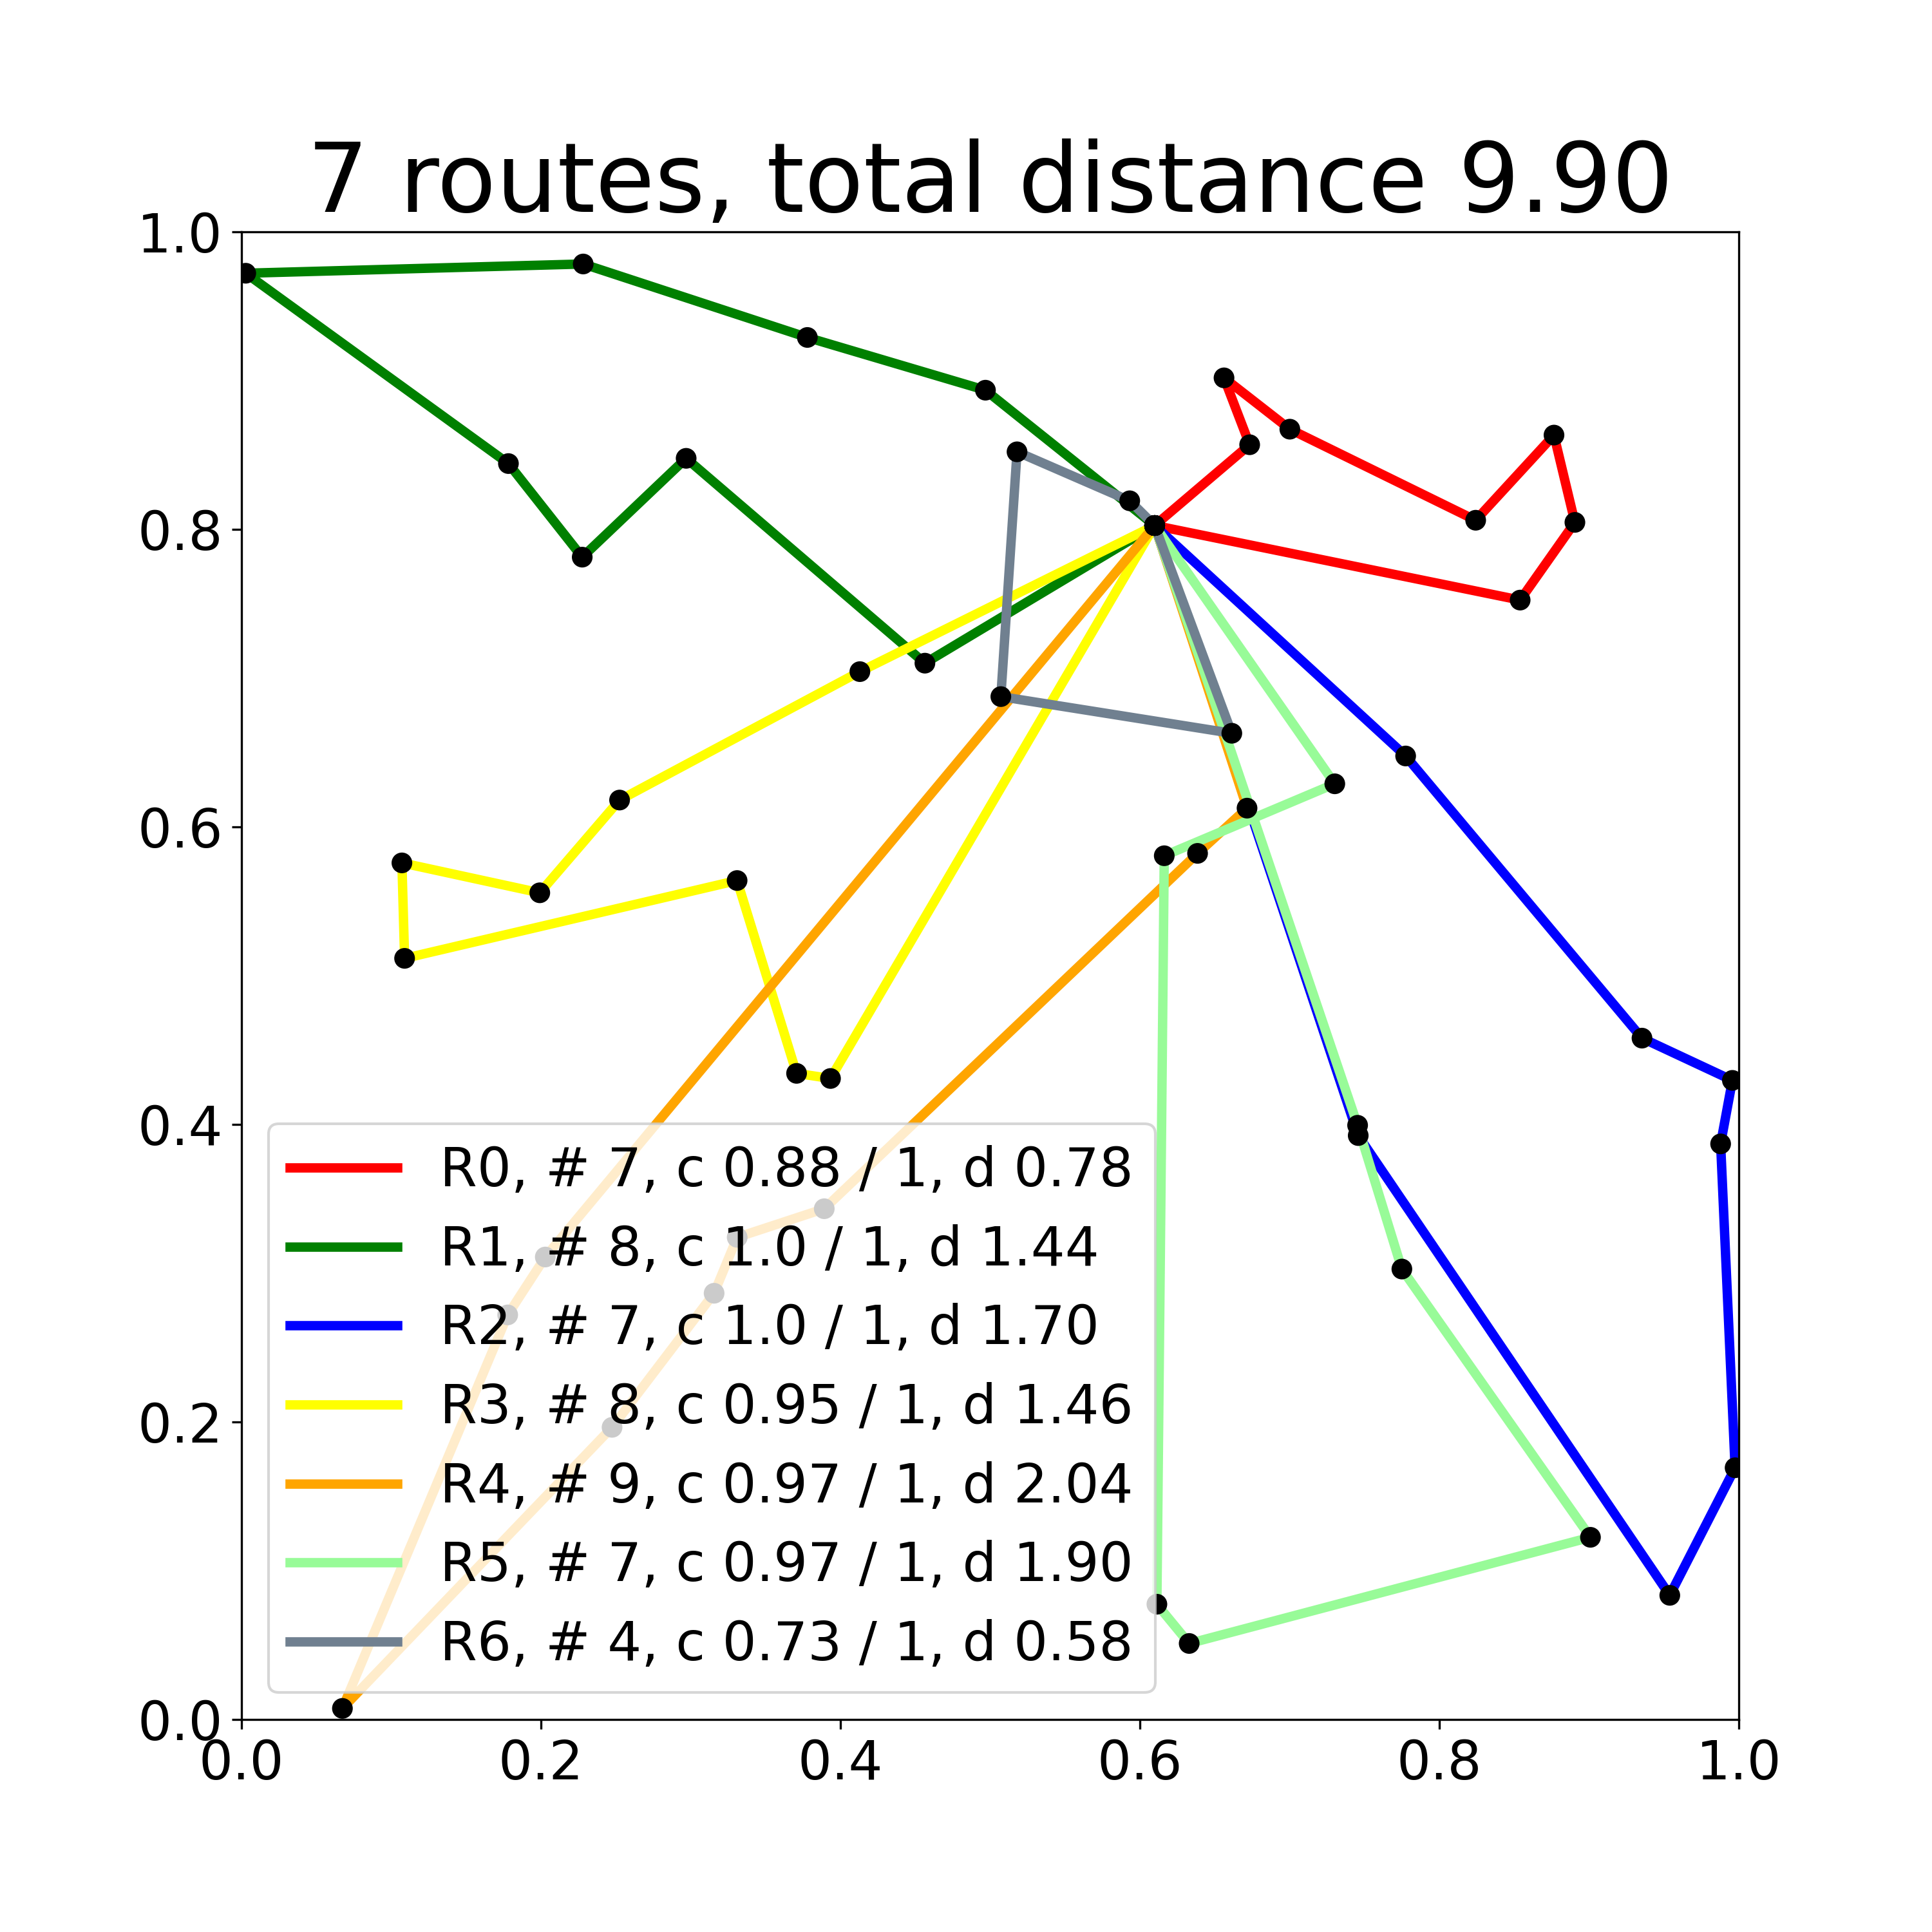 7 routes, total distance 9.90
1.0
0.8
0.6
0.4
0.2
0.0
R0, # 7, c 0.88 / 1, d 0.78
R1, # 8, c 1.0 / 1, d 1.44
R2, # 7, c 1.0 / 1, d 1.70
R3, # 8, c 0.95 / 1, d 1.46
R4, # 9, c 0.97 / 1, d 2.04
R5, # 7, c 0.97 / 1, d 1.90
R6, # 4, c 0.73 / 1, d 0.58
0.0 0.2 0.4 0.6 0.8 1.0